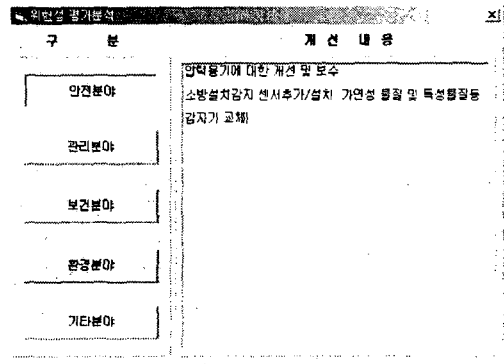 위험성 평가분석
구 분
개 선 내 용
안전분야
압력용기에 대한 개선 및 보수
소방설치감지 센서추가/설치 가연성 물질 및 특성물질등
감지기 교체
관리분야
보건분야
환경분야
기타분야